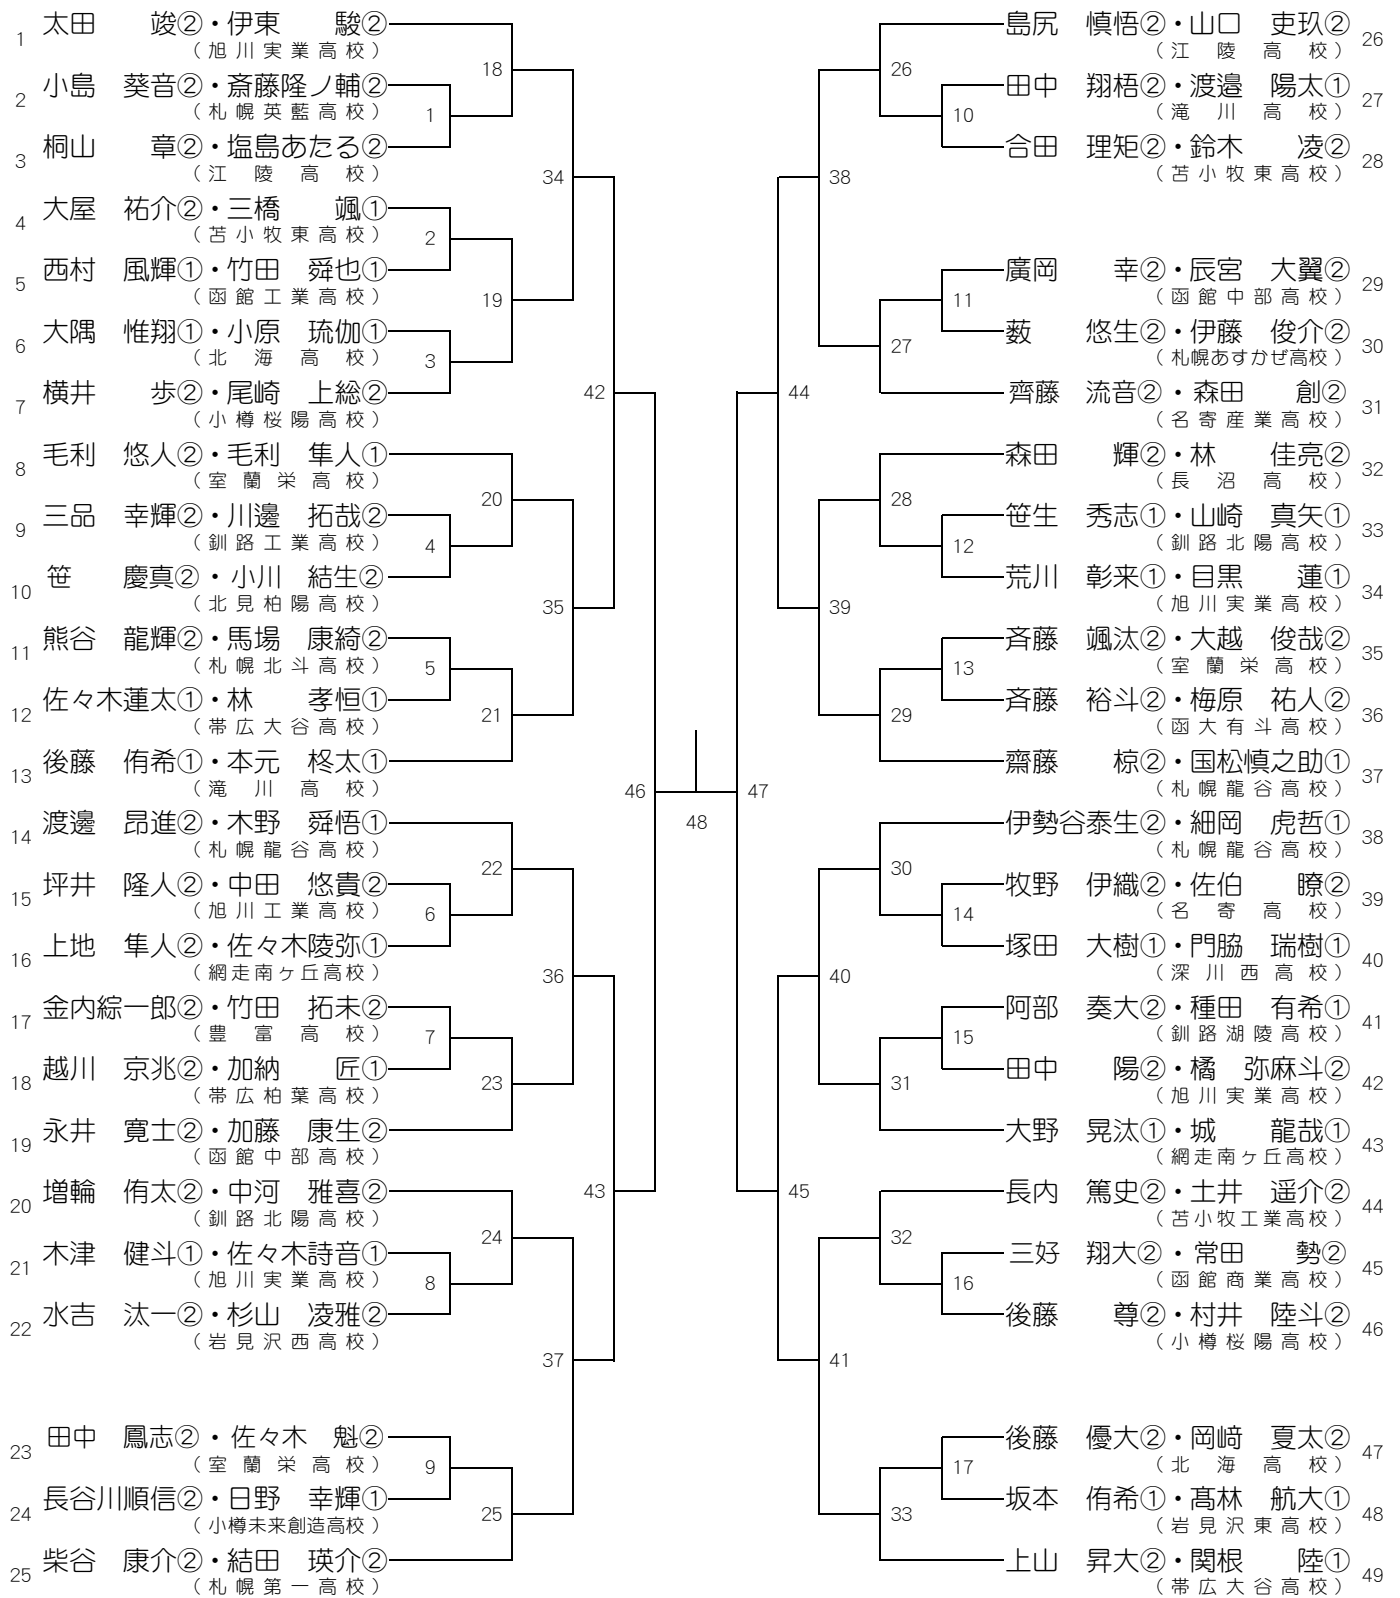 1 太田　　竣②・伊東　　駿②
（旭川実業高校）
2 小島　葵音②・斎藤隆ノ輔②
（札幌英藍高校）
3 桐山　　章②・塩島あたる②
（江陵高校）
4 大屋　祐介②・三橋　　颯①
（苫小牧東高校）
5 西村　風輝①・竹田　舜也①
（函館工業高校）
6 大隅　惟翔①・小原　琉伽①
（北海高校）
7 横井　　歩②・尾崎　上総②
（小樽桜陽高校）
8 毛利　悠人②・毛利　隼人①
（室蘭栄高校）
9 三品　幸輝②・川邊　拓哉②
（釧路工業高校）
10 笹　　慶真②・小川　結生②
（北見柏陽高校）
11 熊谷　龍輝②・馬場　康綺②
（札幌北斗高校）
12 佐々木蓮太①・林　　孝恒①
（帯広大谷高校）
13 後藤　侑希①・本元　柊太①
（滝川高校）
14 渡邊　昂進②・木野　舜悟①
（札幌龍谷高校）
15 坪井　隆人②・中田　悠貴②
（旭川工業高校）
16 上地　隼人②・佐々木陵弥①
（網走南ヶ丘高校）
17 金内綜一郎②・竹田　拓未②
（豊富高校）
18 越川　京兆②・加納　　匠①
（帯広柏葉高校）
19 永井　寛士②・加藤　康生②
（函館中部高校）
20 増輪　侑太②・中河　雅喜②
（釧路北陽高校）
21 木津　健斗①・佐々木詩音①
（旭川実業高校）
22 水吉　汰一②・杉山　凌雅②
（岩見沢西高校）
23 田中　鳳志②・佐々木　魁②
（室蘭栄高校）
24 長谷川順信②・日野　幸輝①
（小樽未来創造高校）
25 柴谷　康介②・結田　瑛介②
（札幌第一高校）
1
2
3
4
5
6
7
8
9
18
19
20
21
22
23
24
25
34
35
36
37
42
43
46
48
47
44
45
38
39
40
41
26
27
28
29
30
31
32
33
10
11
12
13
14
15
16
17
島尻　慎悟②・山口　吏玖② 26
（江陵高校）
田中　翔梧②・渡邉　陽太① 27
（滝川高校）
合田　理矩②・鈴木　　凌② 28
（苫小牧東高校）
廣岡　　幸②・辰宮　大翼② 29
（函館中部高校）
薮　　悠生②・伊藤　俊介② 30
（札幌あすかぜ高校）
齊藤　流音②・森田　　創② 31
（名寄産業高校）
森田　　輝②・林　　佳亮② 32
（長沼高校）
笹生　秀志①・山崎　真矢① 33
（釧路北陽高校）
荒川　彰来①・目黒　　蓮① 34
（旭川実業高校）
斉藤　颯汰②・大越　俊哉② 35
（室蘭栄高校）
斉藤　裕斗②・梅原　祐人② 36
（函大有斗高校）
齋藤　　椋②・国松慎之助① 37
（札幌龍谷高校）
伊勢谷泰生②・細岡　虎哲① 38
（札幌龍谷高校）
牧野　伊織②・佐伯　　瞭② 39
（名寄高校）
塚田　大樹①・門脇　瑞樹① 40
（深川西高校）
阿部　奏大②・種田　有希① 41
（釧路湖陵高校）
田中　　陽②・橘　弥麻斗② 42
（旭川実業高校）
大野　晃汰①・城　　龍哉① 43
（網走南ヶ丘高校）
長内　篤史②・土井　遥介② 44
（苫小牧工業高校）
三好　翔大②・常田　　勢② 45
（函館商業高校）
後藤　　尊②・村井　陸斗② 46
（小樽桜陽高校）
後藤　優大②・岡﨑　夏太② 47
（北海高校）
坂本　侑希①・髙林　航大① 48
（岩見沢東高校）
上山　昇大②・関根　　陸① 49
（帯広大谷高校）